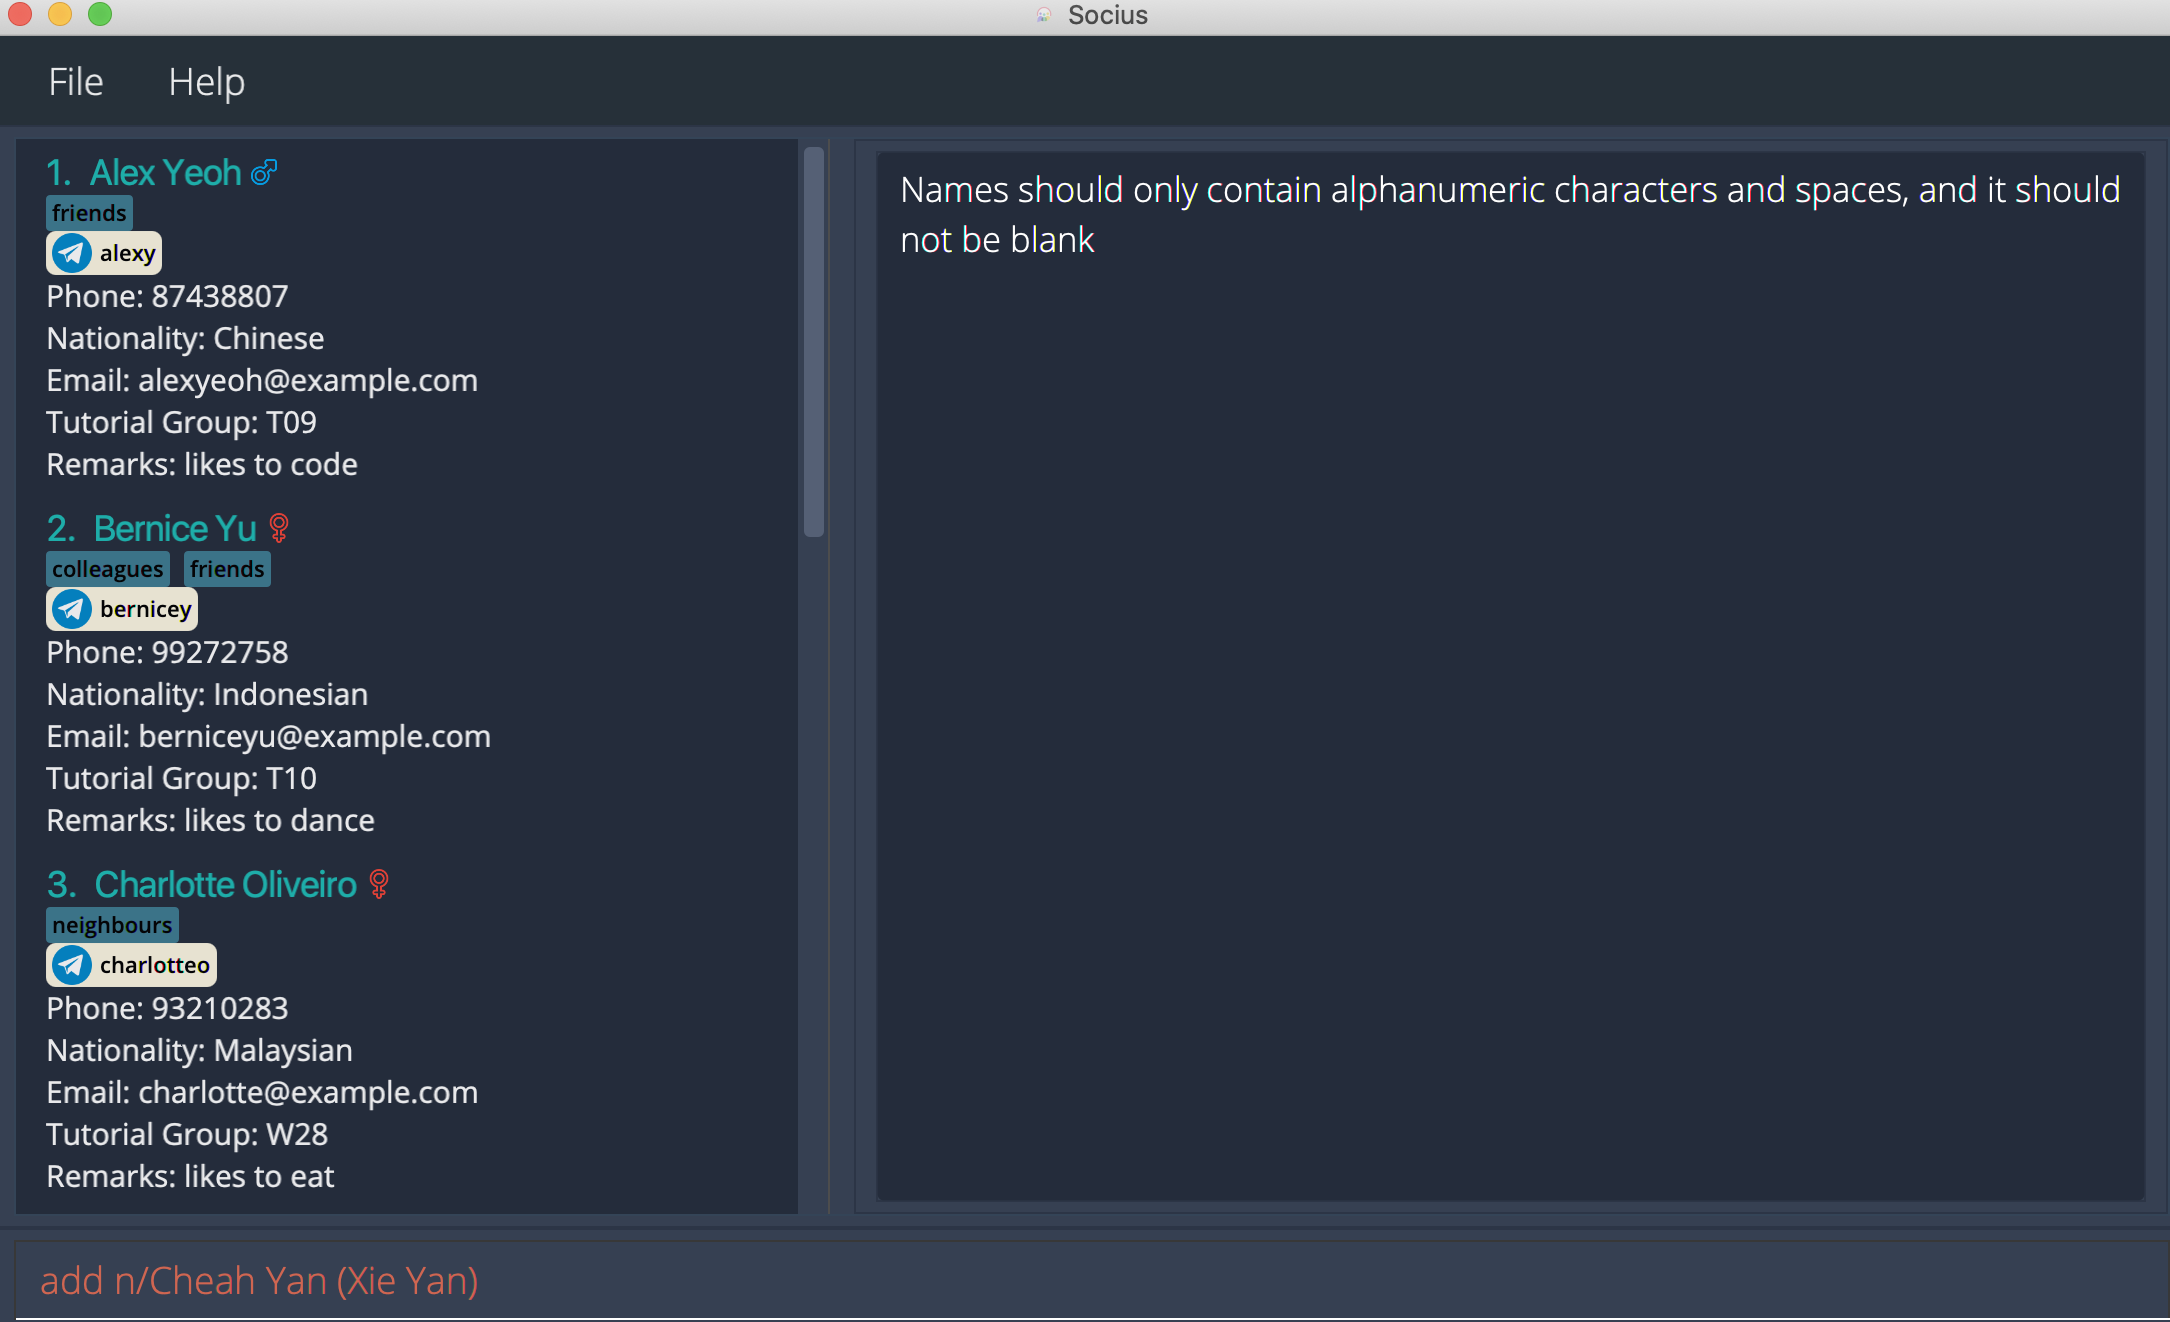 Socius
File Help
1. Alex Yeoh
friends
alexy
Phone: 87438807
Nationality: Chinese
Email: alexyeoh@example.com
Tutorial Group: T09
Remarks: likes to code
2. Bernice Yu
colleagues friends
bernicey
Phone: 99272758
Nationality: Indonesian
Email: berniceyu@example.com
Tutorial Group: T10
Remarks: likes to dance
3. Charlotte Oliveiro
neighbours
charlotteo
Phone: 93210283
Nationality: Malaysian
Email: charlotte@example.com
Tutorial Group: W28
Remarks: likes to eat
Names should only contain alphanumeric characters and spaces, and it should
not be blank
add n/Cheah Yan (Xie Yan)